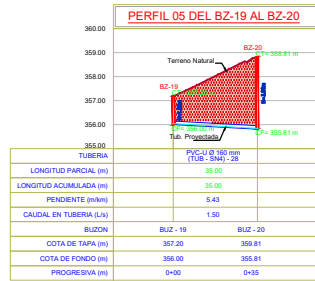 PERFIL 05 DEL BZ-19 AL BZ-20
360.00
359.00
358.00
357.00
356.00
355.00
BZ-20
CT= 358.81 m
Terreno Natural
BZ-19
CF= 356.00 m
CF= 355.81 m
Tub. Proyectada
TUBERIA PVC-U Ø 160 mm
(TUB - SN4) - 28
LONGITUD PARCIAL (m) 35.00
LONGITUD ACUMULADA (m) 35.00
PENDIENTE (m/km) 5.43
CAUDAL EN TUBERIA (L/s) 1.50
BUZON BUZ - 19 BUZ - 20
COTA DE TAPA (m) 357.20 359.81
COTA DE FONDO (m) 356.00 355.81
PROGRESIVA (m) 0+00 0+35